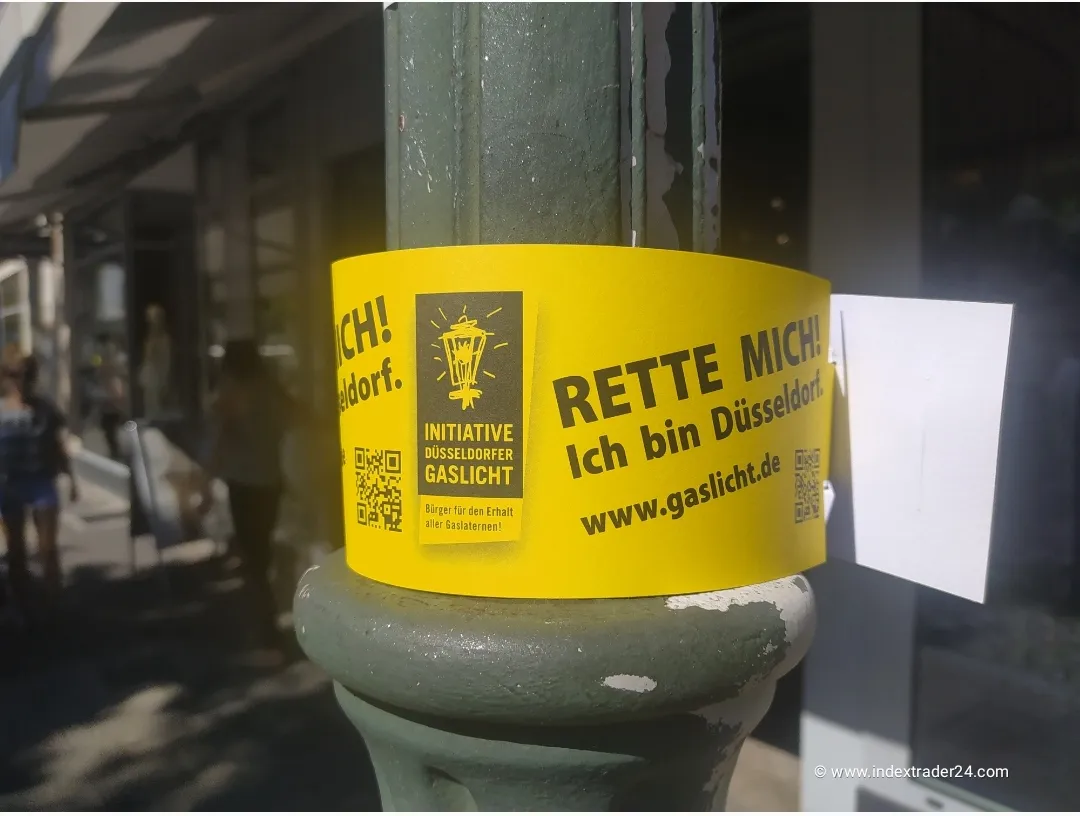 ICH!
seldorf.
INITIATIVE
DÜSSELDORFER
GASLICHT
Bürger für den Erhalt
aller Gaslaternen!
RETTE MICH!
Ich bin Düsseldorf.
www.gaslicht.de
© www.indextrader24.com